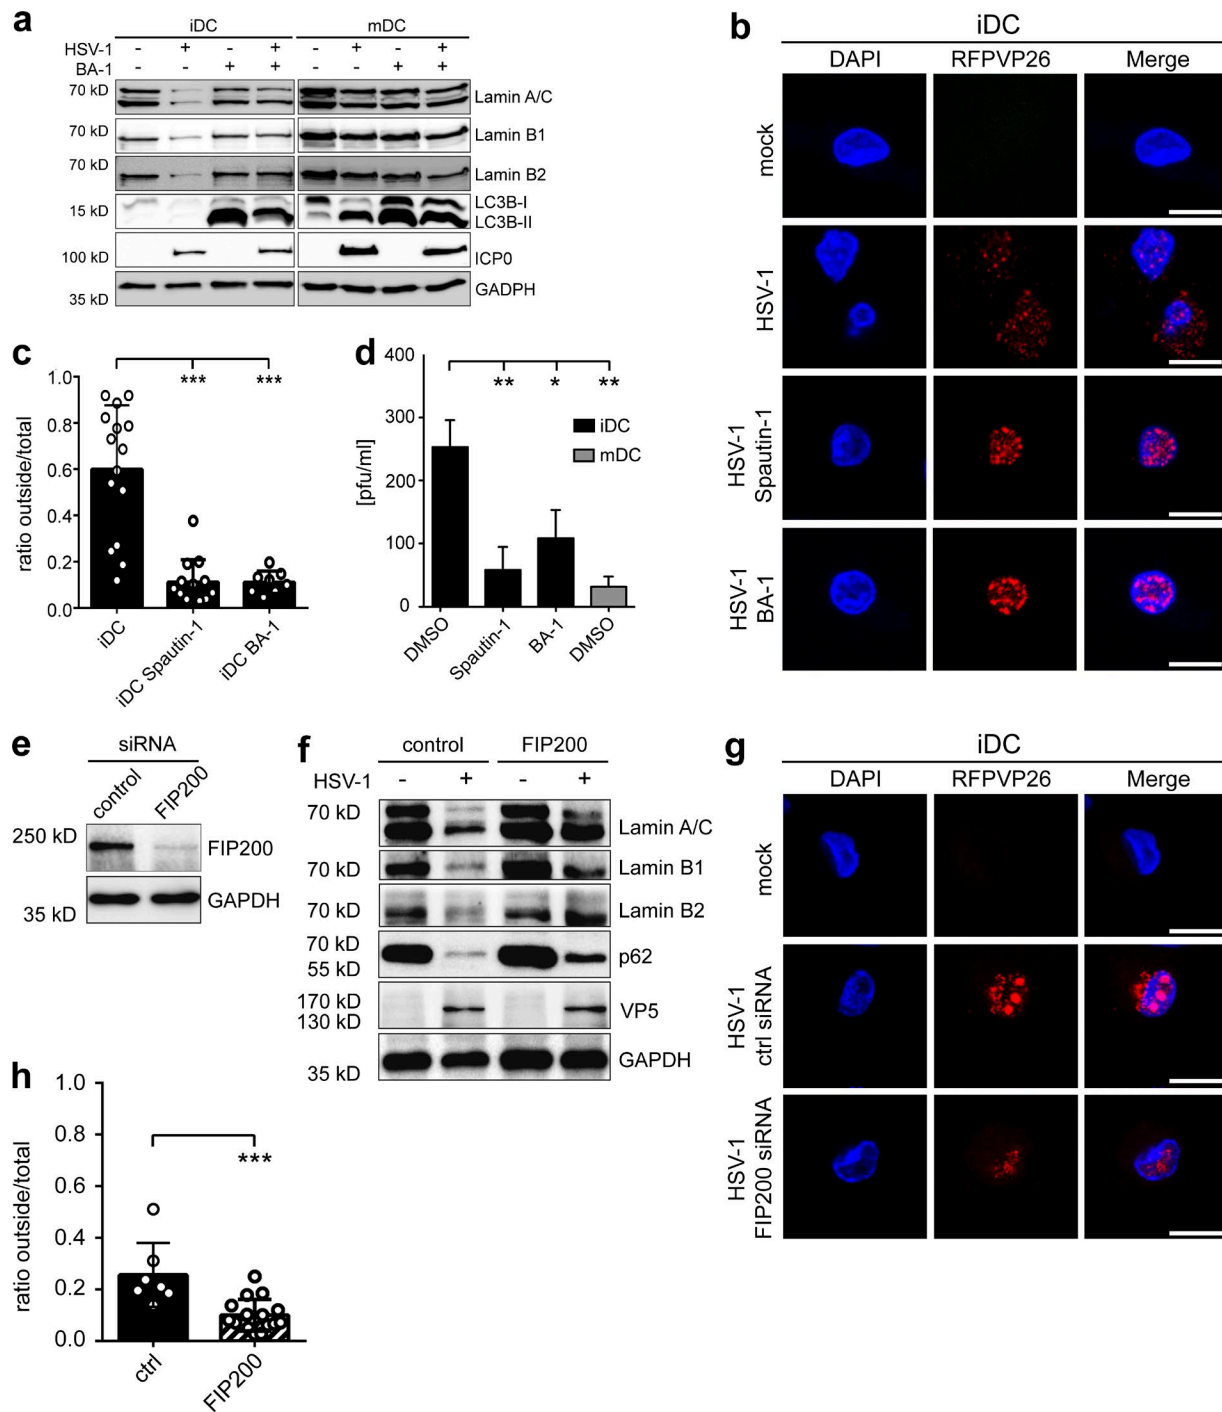 a
iDC mDC
HSV-1 - + - + - + - +
BA-1 - - + + - - + +
70 kD Lamin A/C
70 kD Lamin B1
70 kD Lamin B2
LC3B-I
15 kD LC3B-II
100 kD ICP0
35 kD GADPH
b
iDC
DAPI RFPVP26 Merge
mock
HSV-1
HSV-1
Spautin-1
HSV-1
BA-1
c
ratio outside/total
1.0
0.8
0.6
0.4
0.2
0.0
*** ***
iDC
iDC Spautin-1
iDC BA-1
d
[pfu/ml]
400
300
200
100
0
** * **
iDC
mDC
DMSO
Spautin-1
BA-1
DMSO
e
siRNA
control FIP200
250 kD FIP200
35 kD GAPDH
f
control FIP200
HSV-1 - + - +
70 kD Lamin A/C
70 kD Lamin B1
70 kD Lamin B2
70 kD
55 kD p62
170 kD
130 kD VP5
35 kD GAPDH
g
iDC
DAPI RFPVP26 Merge
mock
HSV-1
ctrl siRNA
HSV-1
FIP200 siRNA
h
ratio outside/total
1.0
0.8
0.6
0.4
0.2
0.0
***
ctrl
FIP200